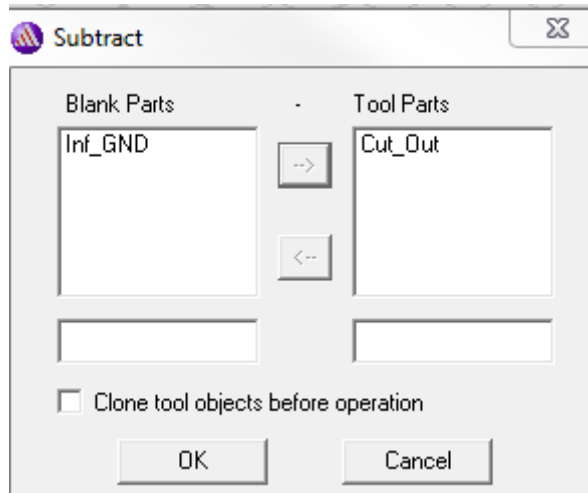 Subtract
Blank Parts - Tool Parts
Inf_GND --> Cut_Out
<--
Clone tool objects before operation
OK Cancel